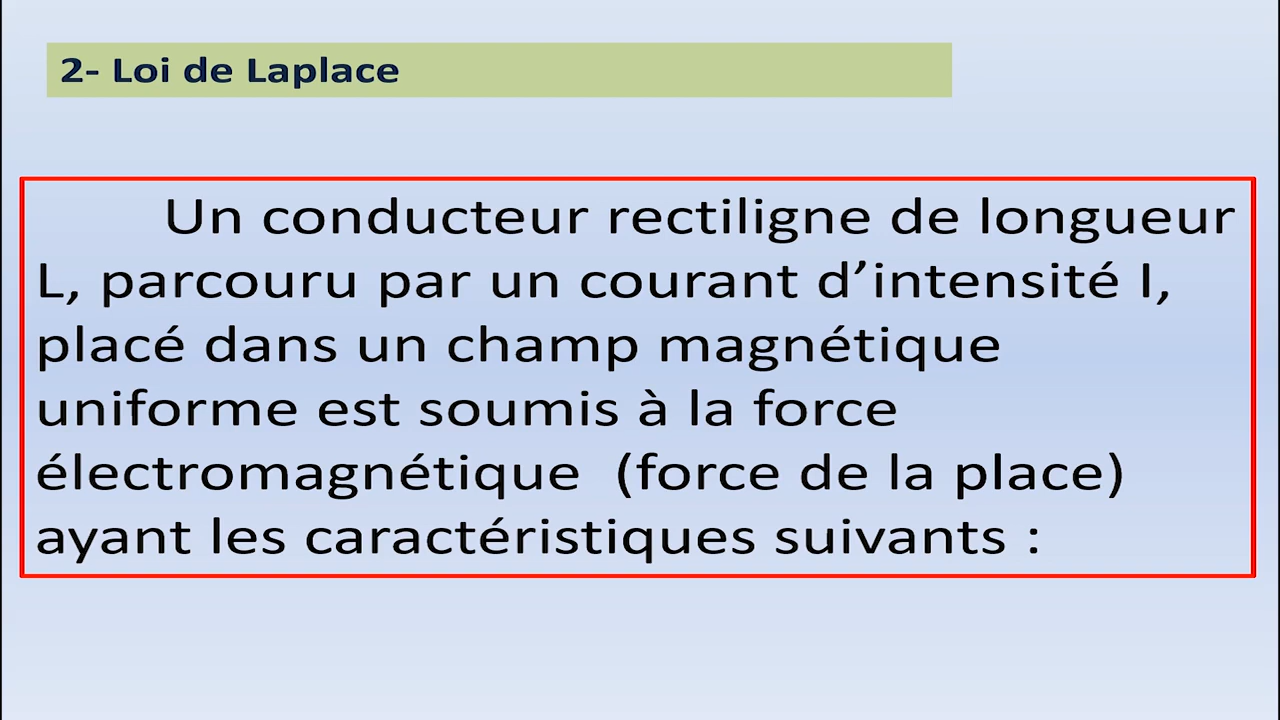 2- Loi de Laplace
Un conducteur rectiligne de longueur
L, parcouru par un courant d’intensité I,
placé dans un champ magnétique
uniforme est soumis à la force
électromagnétique (force de la place)
ayant les caractéristiques suivants :